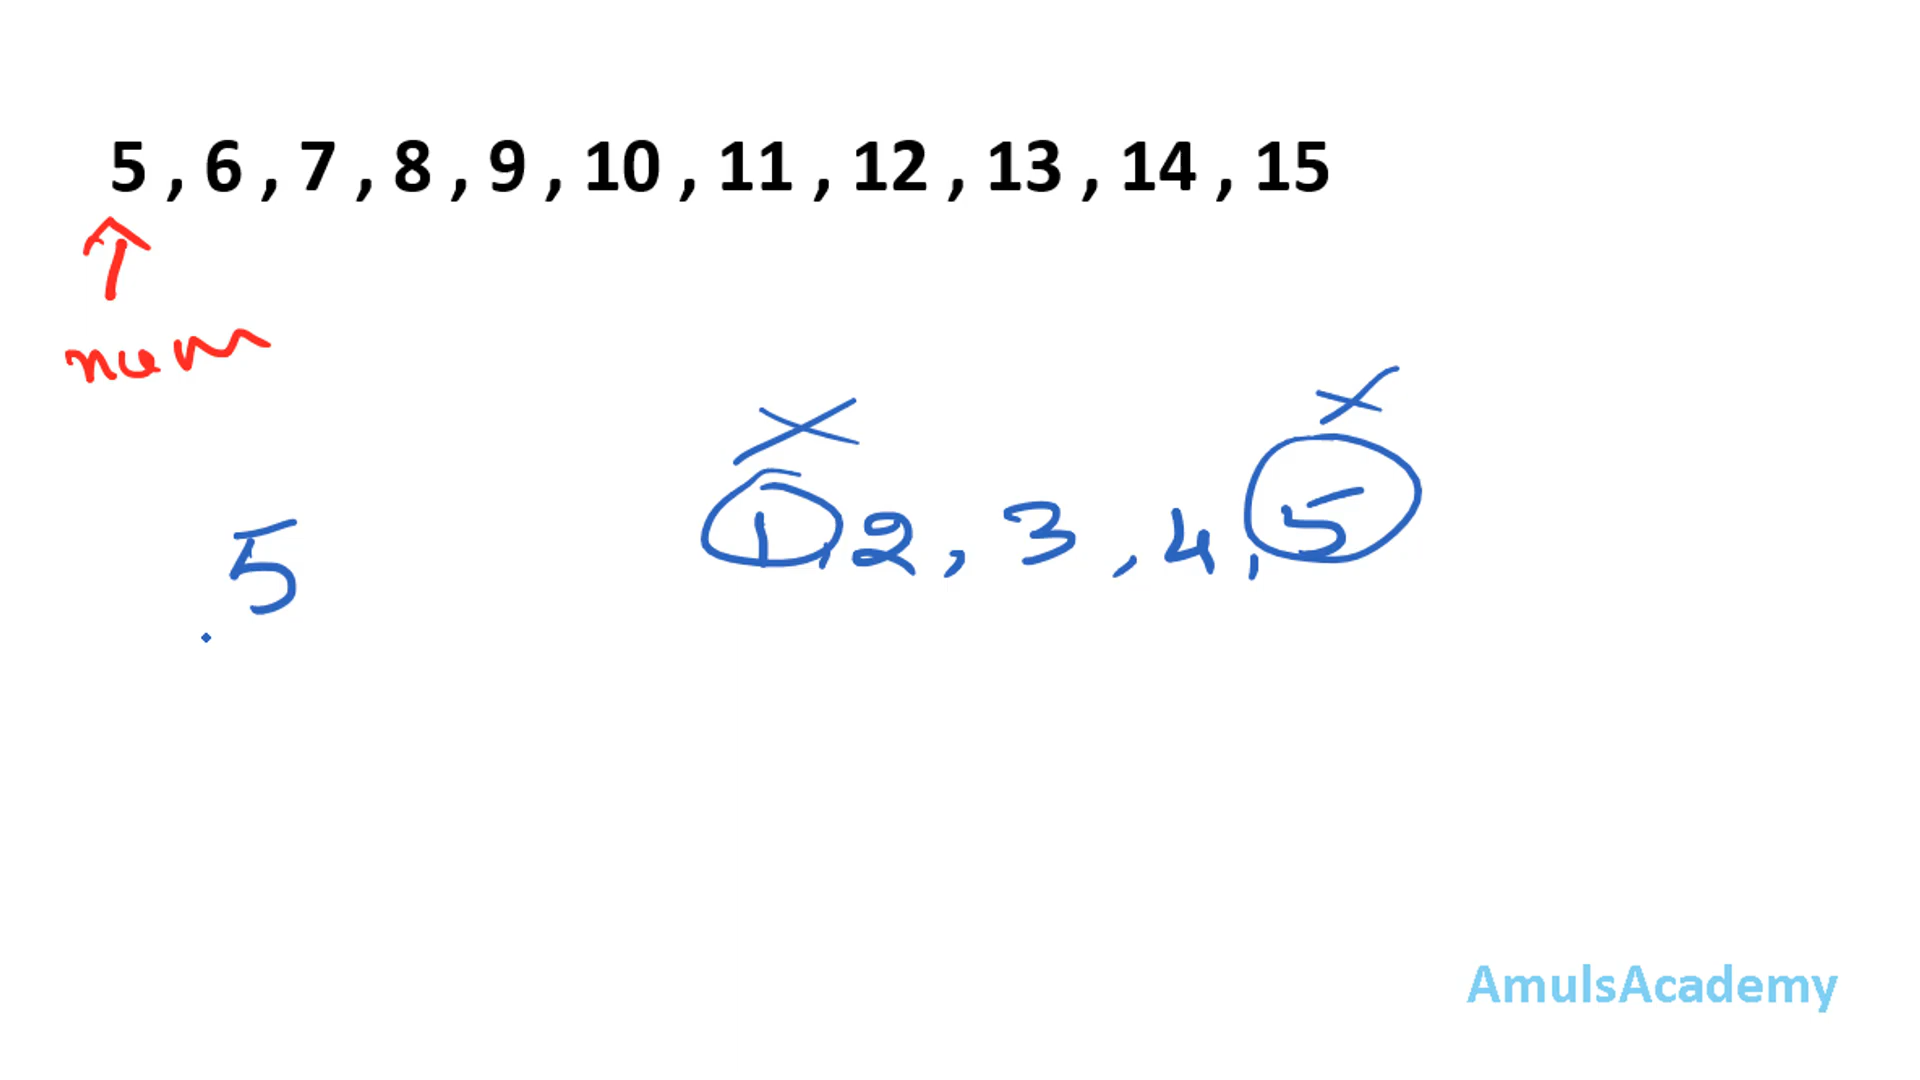 5 , 6 , 7 , 8 , 9 , 10 , 11 , 12 , 13 , 14 , 15
num
5
1, 2, 3, 4, 5
AmulsAcademy